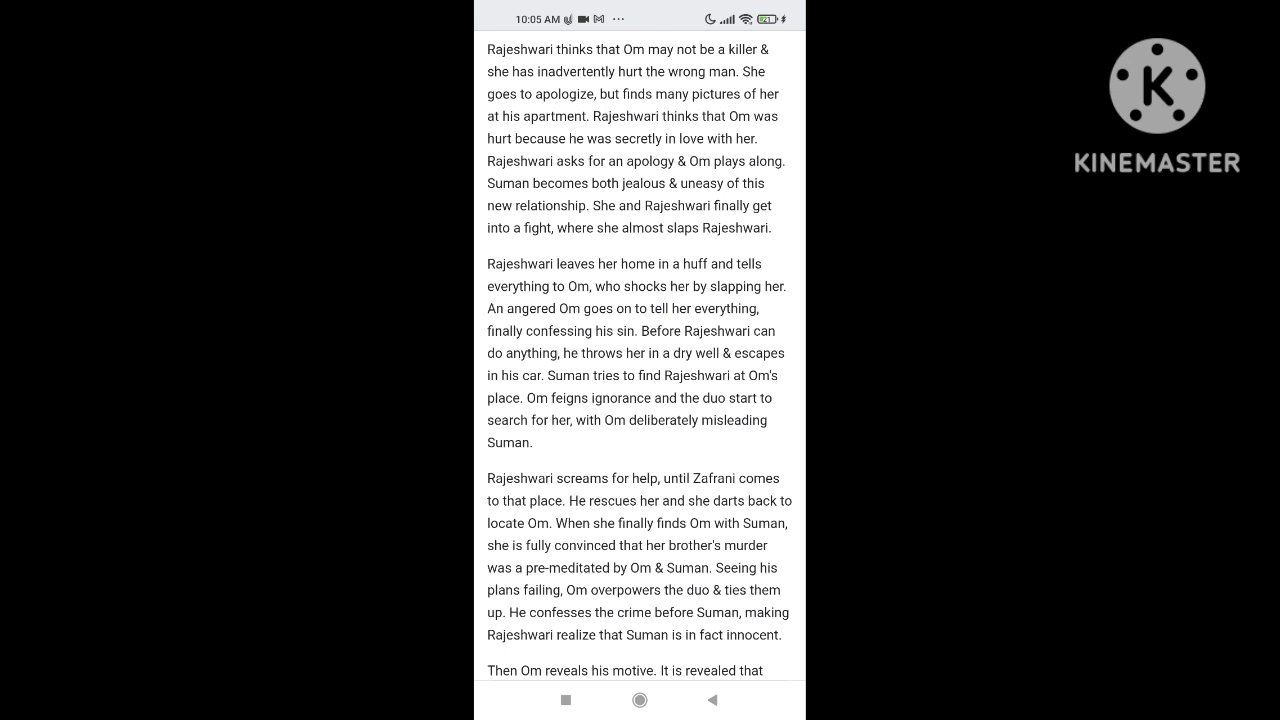 10:05 AM
21
Rajeshwari thinks that Om may not be a killer &
she has inadvertently hurt the wrong man. She
goes to apologize, but finds many pictures of her
at his apartment. Rajeshwari thinks that Om was
hurt because he was secretly in love with her.
Rajeshwari asks for an apology & Om plays along.
Suman becomes both jealous & uneasy of this
new relationship. She and Rajeshwari finally get
into a fight, where she almost slaps Rajeshwari.
Rajeshwari leaves her home in a huff and tells
everything to Om, who shocks her by slapping her.
An angered Om goes on to tell her everything,
finally confessing his sin. Before Rajeshwari can
do anything, he throws her in a dry well & escapes
in his car. Suman tries to find Rajeshwari at Om's
place. Om feigns ignorance and the duo start to
search for her, with Om deliberately misleading
Suman.
Rajeshwari screams for help, until Zafrani comes
to that place. He rescues her and she darts back to
locate Om. When she finally finds Om with Suman,
she is fully convinced that her brother's murder
was a pre-meditated by Om & Suman. Seeing his
plans failing, Om overpowers the duo & ties them
up. He confesses the crime before Suman, making
Rajeshwari realize that Suman is in fact innocent.
Then Om reveals his motive. It is revealed that
K
KINEMASTER